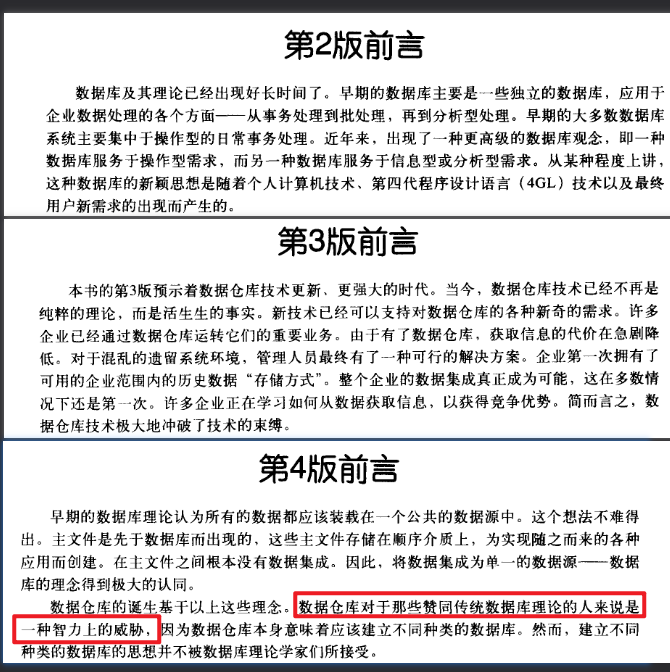 第2版前言
数据库及其理论已经出现好长时间了。早期的数据库主要是一些独立的数据库，应用于
企业数据处理的各个方面——从事务处理到批处理，再到分析型处理。早期的大多数数据库
系统主要集中于操作型的日常事务处理。近年来，出现了一种更高级的数据库观念，即一种
数据库服务于操作型需求，而另一种数据库服务于信息型或分析型需求。从某种程度上讲，
这种数据库的新颖思想是随着个人计算机技术、第四代程序设计语言（4GL）技术以及最终
用户新需求的出现而产生的。
第3版前言
本书的第3版预示着数据仓库技术更新、更强大的时代。当今，数据仓库技术已经不再是
纯粹的理论，而是活生生的事实。新技术已经可以支持对数据仓库的各种新奇的需求。许多
企业已经通过数据仓库运转它们的重要业务。由于有了数据仓库，获取信息的代价在急剧降
低。对于混乱的遗留系统环境，管理人员最终有了一种可行的解决方案。企业第一次拥有了
可用的企业范围内的历史数据“存储方式”。整个企业的数据集成真正成为可能，这在多数情
况下还是第一次。许多企业正在学习如何从数据获取信息，以获得竞争优势。简而言之，数
据仓库技术极大地冲破了技术的束缚。
第4版前言
早期的数据库理论认为所有的数据都应该装载在一个公共的数据源中。这个想法不难得
出。主文件是先于数据库而出现的，这些主文件存储在顺序介质上，为实现随之而来的各种
应用而创建。在主文件之间根本没有数据集成。因此，将数据集成为单一的数据源——数据
库的理念得到极大的认同。
数据仓库的诞生基于以上这些理念。数据仓库对于那些赞同传统数据库理论的人来说是
一种智力上的威胁，因为数据仓库本身意味着应该建立不同种类的数据库。然而，建立不同
种类的数据库的思想并不被数据库理论学家们所接受。